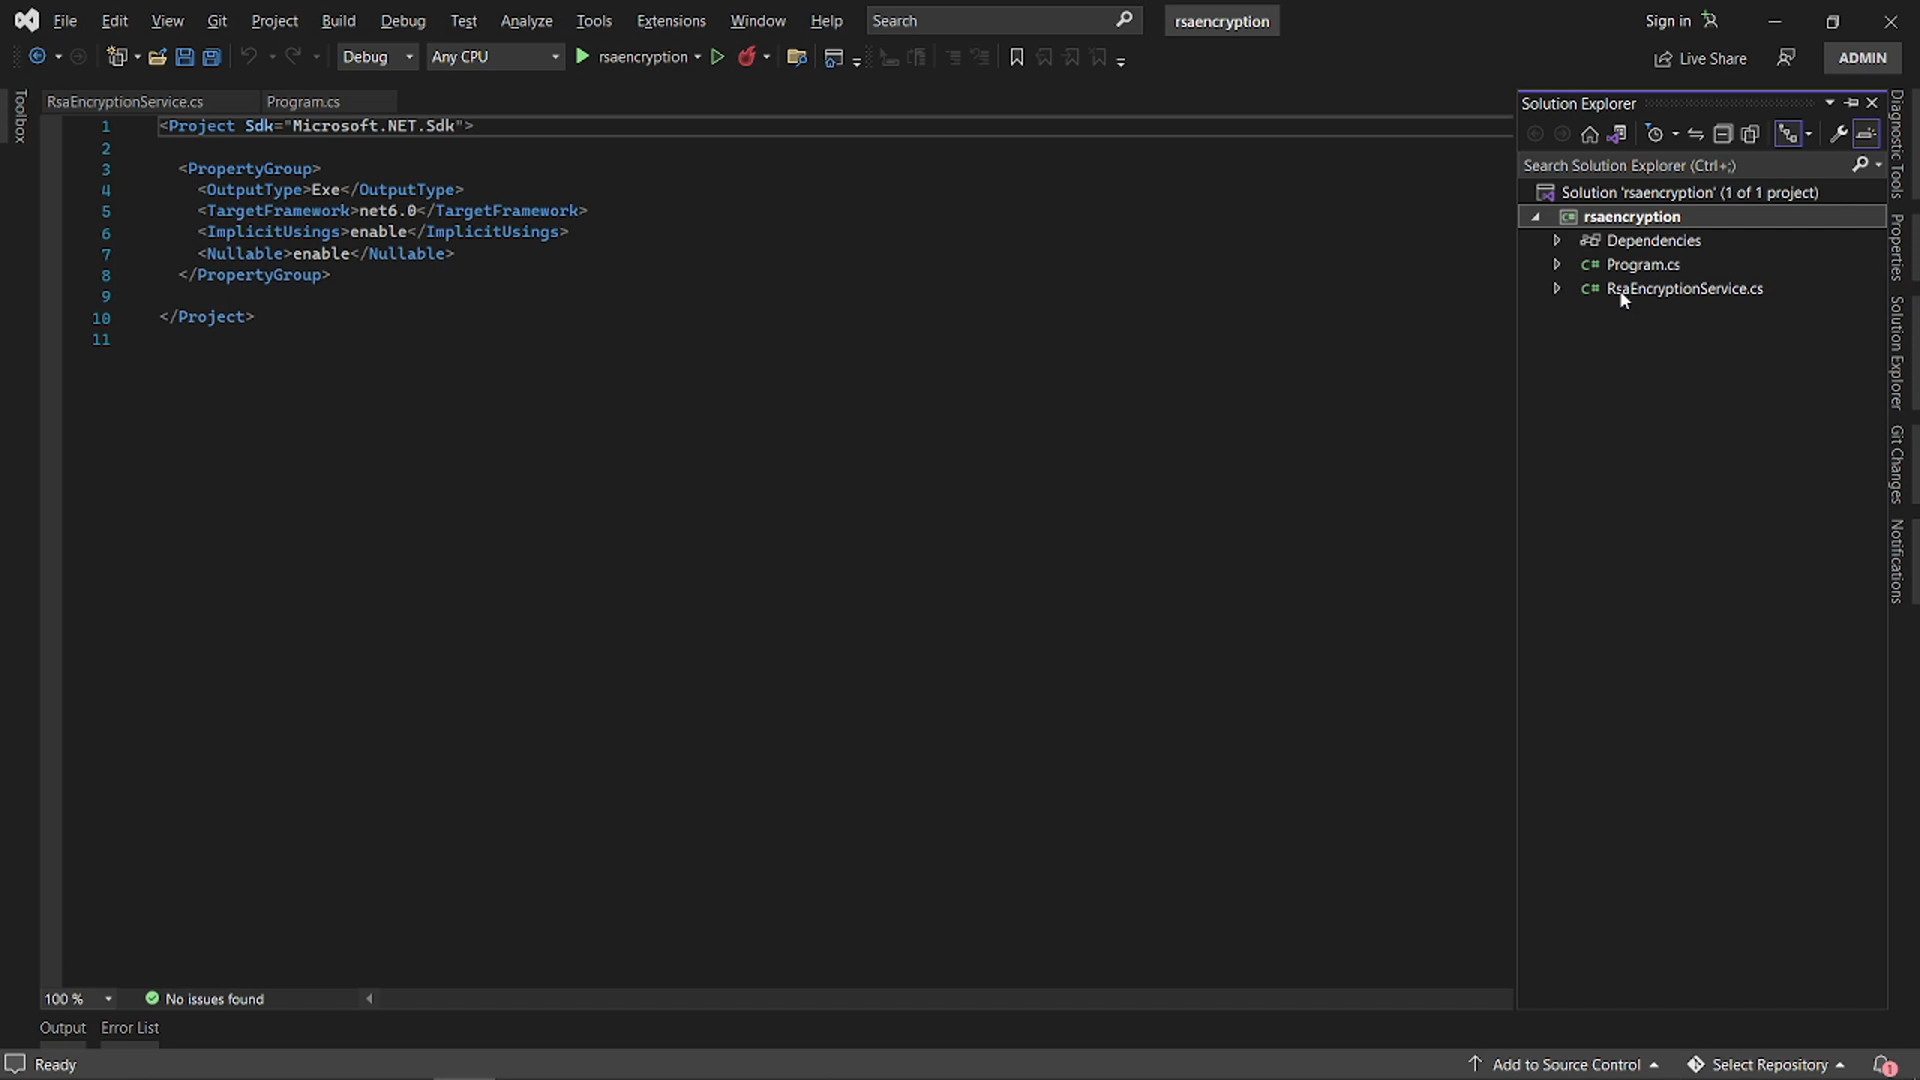 File Edit View Git Project Build Debug Test Analyze Tools Extensions Window Help Search rsaencryption Sign in
Debug Any CPU rsaencryption Live Share ADMIN
Toolbox
RsaEncryptionService.cs Program.cs
1 <Project Sdk="Microsoft.NET.Sdk">
2
3 <PropertyGroup>
4 <OutputType>Exe</OutputType>
5 <TargetFramework>net6.0</TargetFramework>
6 <ImplicitUsings>enable</ImplicitUsings>
7 <Nullable>enable</Nullable>
8 </PropertyGroup>
9
10 </Project>
11
100 % No issues found
Output Error List
Solution Explorer
Search Solution Explorer (Ctrl+;)
Solution 'rsaencryption' (1 of 1 project)
C# rsaencryption
Dependencies
C# Program.cs
C# RsaEncryptionService.cs
Diagnostic Tools
Properties
Solution Explorer
Git Changes
Notifications
Ready Add to Source Control Select Repository 1